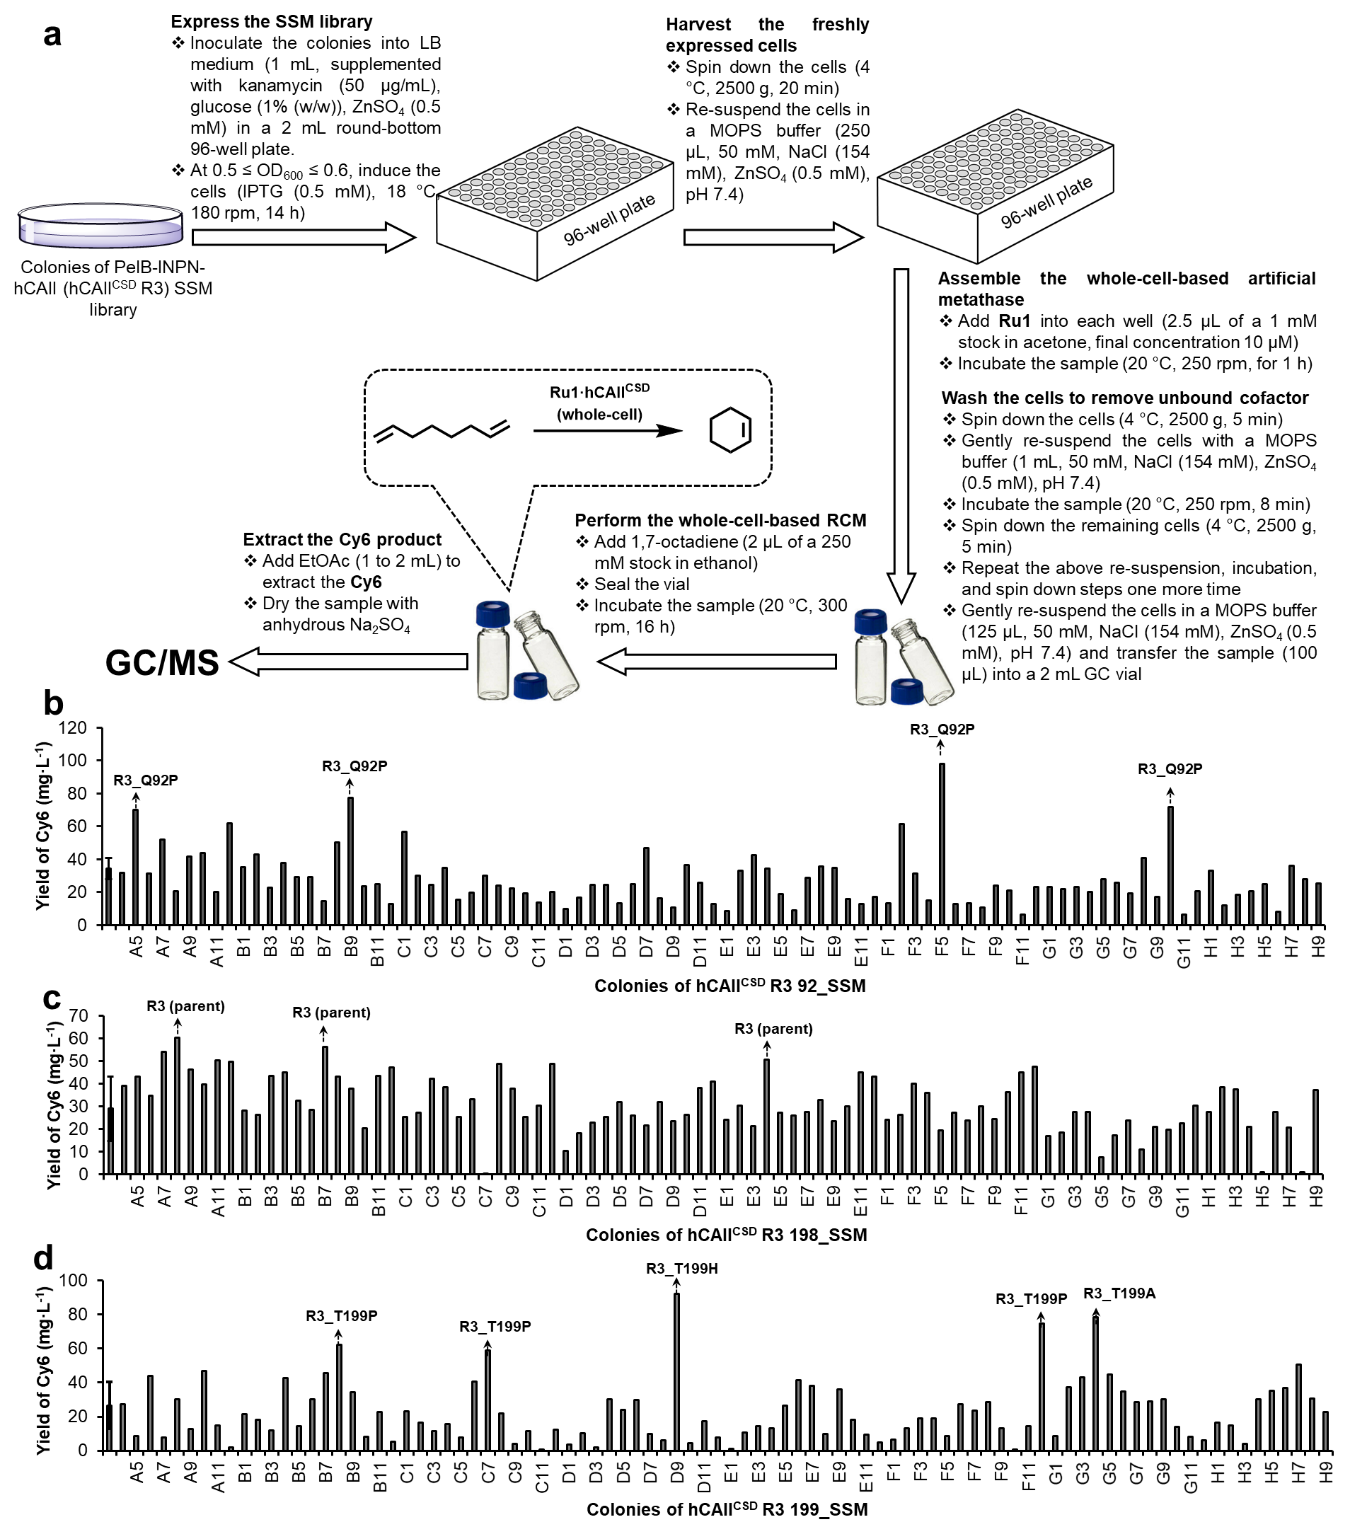 a
Express the SSM library
❖ Inoculate the colonies into LB
medium (1 mL, supplemented
with kanamycin (50 µg/mL),
glucose (1% (w/w)), ZnSO4 (0.5
mM) in a 2 mL round-bottom
96-well plate.
❖ At 0.5 ≤ OD600 ≤ 0.6, induce the
cells (IPTG (0.5 mM), 18 °C,
180 rpm, 14 h)
Colonies of PelB-INPN-
hCAII (hCAIICSD R3) SSM
library
96-well plate
Harvest the freshly
expressed cells
❖ Spin down the cells (4
°C, 2500 g, 20 min)
❖ Re-suspend the cells in
a MOPS buffer (250
µL, 50 mM, NaCl (154
mM), ZnSO4 (0.5 mM),
pH 7.4)
96-well plate
Assemble the whole-cell-based artificial
metathase
❖ Add Ru1 into each well (2.5 µL of a 1 mM
stock in acetone, final concentration 10 µM)
❖ Incubate the sample (20 °C, 250 rpm, for 1 h)
Wash the cells to remove unbound cofactor
❖ Spin down the cells (4 °C, 2500 g, 5 min)
❖ Gently re-suspend the cells with a MOPS
buffer (1 mL, 50 mM, NaCl (154 mM), ZnSO4
(0.5 mM), pH 7.4)
❖ Incubate the sample (20 °C, 250 rpm, 8 min)
❖ Spin down the remaining cells (4 °C, 2500 g,
5 min)
❖ Repeat the above re-suspension, incubation,
and spin down steps one more time
❖ Gently re-suspend the cells in a MOPS buffer
(125 µL, 50 mM, NaCl (154 mM), ZnSO4 (0.5
mM), pH 7.4) and transfer the sample (100
µL) into a 2 mL GC vial
Ru1·hCAIICSD
(whole-cell)
Perform the whole-cell-based RCM
❖ Add 1,7-octadiene (2 µL of a 250
mM stock in ethanol)
❖ Seal the vial
❖ Incubate the sample (20 °C, 300
rpm, 16 h)
Extract the Cy6 product
❖ Add EtOAc (1 to 2 mL) to
extract the Cy6
❖ Dry the sample with
anhydrous Na2SO4
GC/MS
b
Yield of Cy6 (mg·L-1)
120
100
80
60
40
20
0
R3_Q92P
R3_Q92P
R3_Q92P
R3_Q92P
A5 A7 A9 A11 B1 B3 B5 B7 B9 B11 C1 C3 C5 C7 C9 C11 D1 D3 D5 D7 D9 D11 E1 E3 E5 E7 E9 E11 F1 F3 F5 F7 F9 F11 G1 G3 G5 G7 G9 G11 H1 H3 H5 H7 H9
Colonies of hCAIICSD R3 92_SSM
c
Yield of Cy6 (mg·L-1)
70
60
50
40
30
20
10
0
R3 (parent)
R3 (parent)
R3 (parent)
A5 A7 A9 A11 B1 B3 B5 B7 B9 B11 C1 C3 C5 C7 C9 C11 D1 D3 D5 D7 D9 D11 E1 E3 E5 E7 E9 E11 F1 F3 F5 F7 F9 F11 G1 G3 G5 G7 G9 G11 H1 H3 H5 H7 H9
Colonies of hCAIICSD R3 198_SSM
d
Yield of Cy6 (mg·L-1)
100
80
60
40
20
0
R3_T199P
R3_T199P
R3_T199H
R3_T199P
R3_T199A
A5 A7 A9 A11 B1 B3 B5 B7 B9 B11 C1 C3 C5 C7 C9 C11 D1 D3 D5 D7 D9 D11 E1 E3 E5 E7 E9 E11 F1 F3 F5 F7 F9 F11 G1 G3 G5 G7 G9 G11 H1 H3 H5 H7 H9
Colonies of hCAIICSD R3 199_SSM